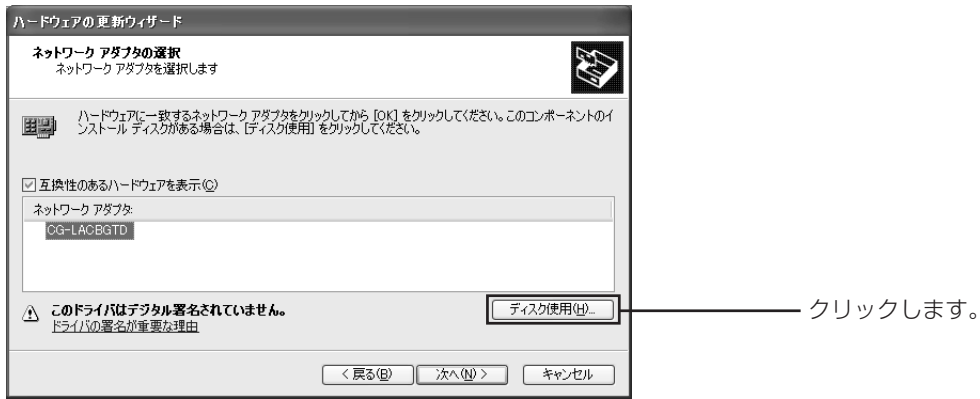 ハードウェアの更新ウィザード
ネットワーク アダプタの選択
ネットワーク アダプタを選択します
ハードウェアに一致するネットワーク アダプタをクリックしてから [OK] をクリックしてください。このコンポーネントのイ
ンストール ディスクがある場合は、[ディスク使用] をクリックしてください。
互換性のあるハードウェアを表示(C)
ネットワーク アダプタ:
CG-LACBGTD
このドライバはデジタル署名されていません。
ディスク使用(H)...
クリックします。
ドライバの署名が重要な理由
< 戻る(B)
次へ(N) >
キャンセル